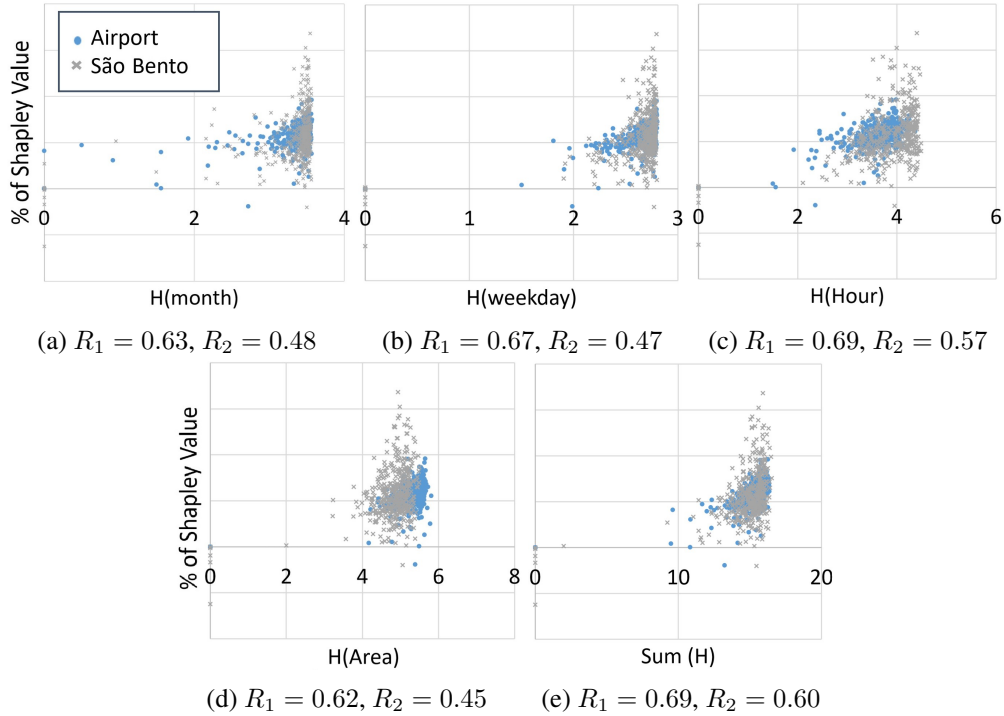 Airport
São Bento
% of Shapley Value
0 2 4
0 1 2 3
0 2 4 6
H(month)
H(weekday)
H(Hour)
(a) R₁ = 0.63, R₂ = 0.48
(b) R₁ = 0.67, R₂ = 0.47
(c) R₁ = 0.69, R₂ = 0.57
% of Shapley Value
0 2 4 6 8
0 10 20
H(Area)
Sum (H)
(d) R₁ = 0.62, R₂ = 0.45
(e) R₁ = 0.69, R₂ = 0.60